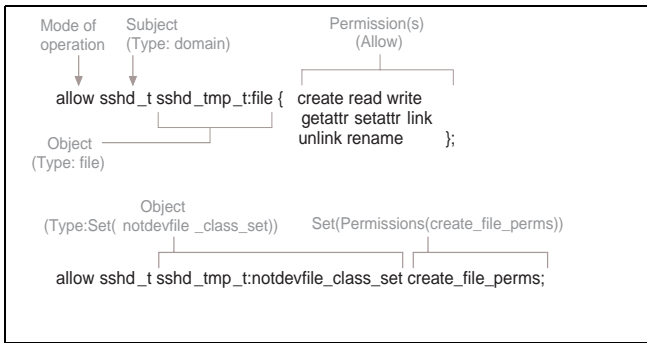 Mode of operation
Subject (Type: domain)
Permission(s) (Allow)
allow sshd_t sshd_tmp_t:file { create read write
getattr setattr link
unlink rename };
Object
(Type: file)
Object
(Type:Set( notdevfile _class_set)) Set(Permissions(create_file_perms))
allow sshd_t sshd_tmp_t:notdevfile_class_set create_file_perms;